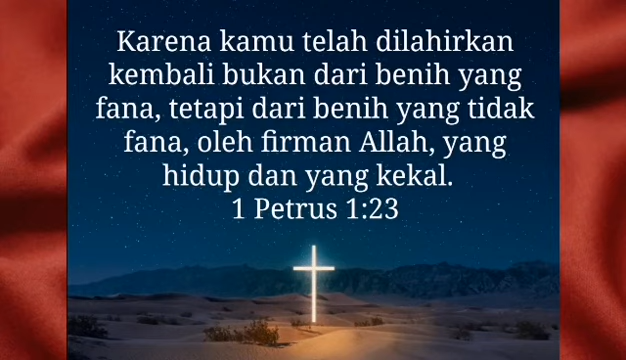 Karena kamu telah dilahirkan
kembali bukan dari benih yang
fana, tetapi dari benih yang tidak
fana, oleh firman Allah, yang
hidup dan yang kekal.
1 Petrus 1:23